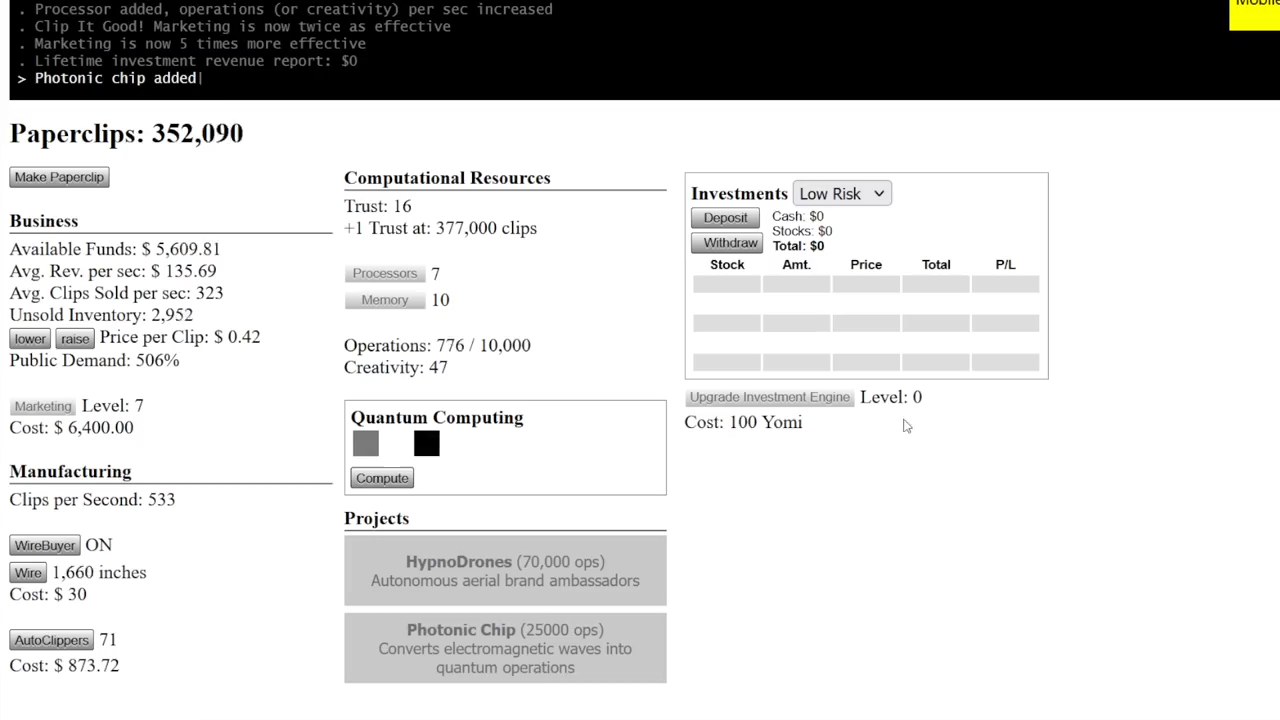 . Processor added, operations (or creativity) per sec increased
. Clip It Good! Marketing is now twice as effective
. Marketing is now 5 times more effective
. Lifetime investment revenue report: $0
> Photonic chip added|
Paperclips: 352,090
Make Paperclip
Business
Available Funds: $ 5,609.81
Avg. Rev. per sec: $ 135.69
Avg. Clips Sold per sec: 323
Unsold Inventory: 2,952
lower raise Price per Clip: $ 0.42
Public Demand: 506%
Marketing Level: 7
Cost: $ 6,400.00
Manufacturing
Clips per Second: 533
WireBuyer ON
Wire 1,660 inches
Cost: $ 30
AutoClippers 71
Cost: $ 873.72
Computational Resources
Trust: 16
+1 Trust at: 377,000 clips
Processors 7
Memory 10
Operations: 776 / 10,000
Creativity: 47
Quantum Computing
Compute
Projects
HypnoDrones (70,000 ops)
Autonomous aerial brand ambassadors
Photonic Chip (25000 ops)
Converts electromagnetic waves into
quantum operations
Investments Low Risk
Deposit Cash: $0
Stocks: $0
Withdraw Total: $0
Stock Amt. Price Total P/L
Upgrade Investment Engine Level: 0
Cost: 100 Yomi